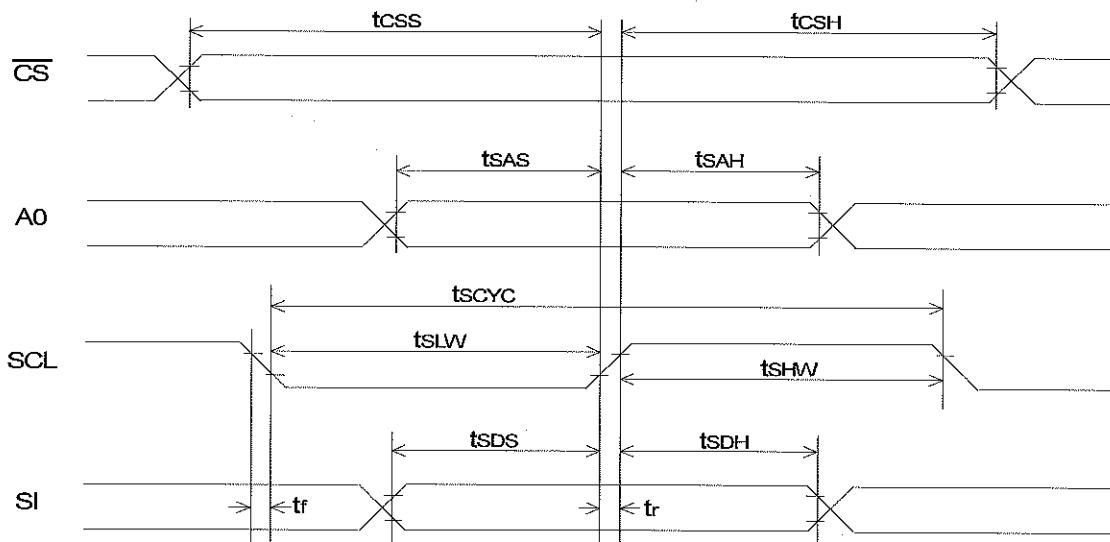 tCSS tCSH
CS
tSAS tSAH
A0
tSCYC
tSLW
SCL
tSHW
tSDS tSDH
SI
tf tr